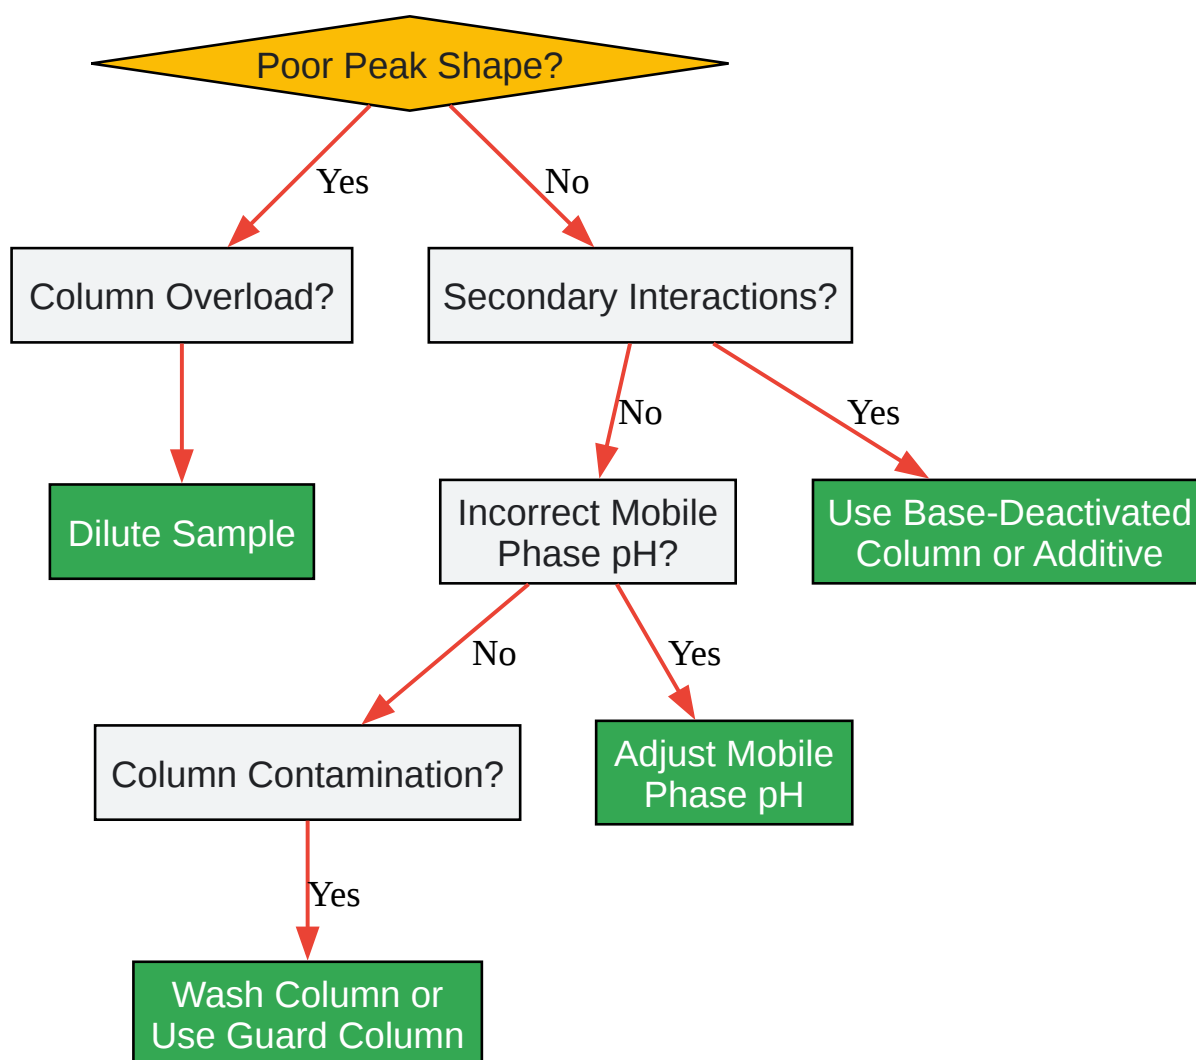 Poor Peak Shape?
Yes
No
Column Overload?
Secondary Interactions?
No
Yes
Dilute Sample
Incorrect Mobile
Phase pH?
Use Base-Deactivated
Column or Additive
No
Yes
Column Contamination?
Adjust Mobile
Phase pH
Yes
Wash Column or
Use Guard Column